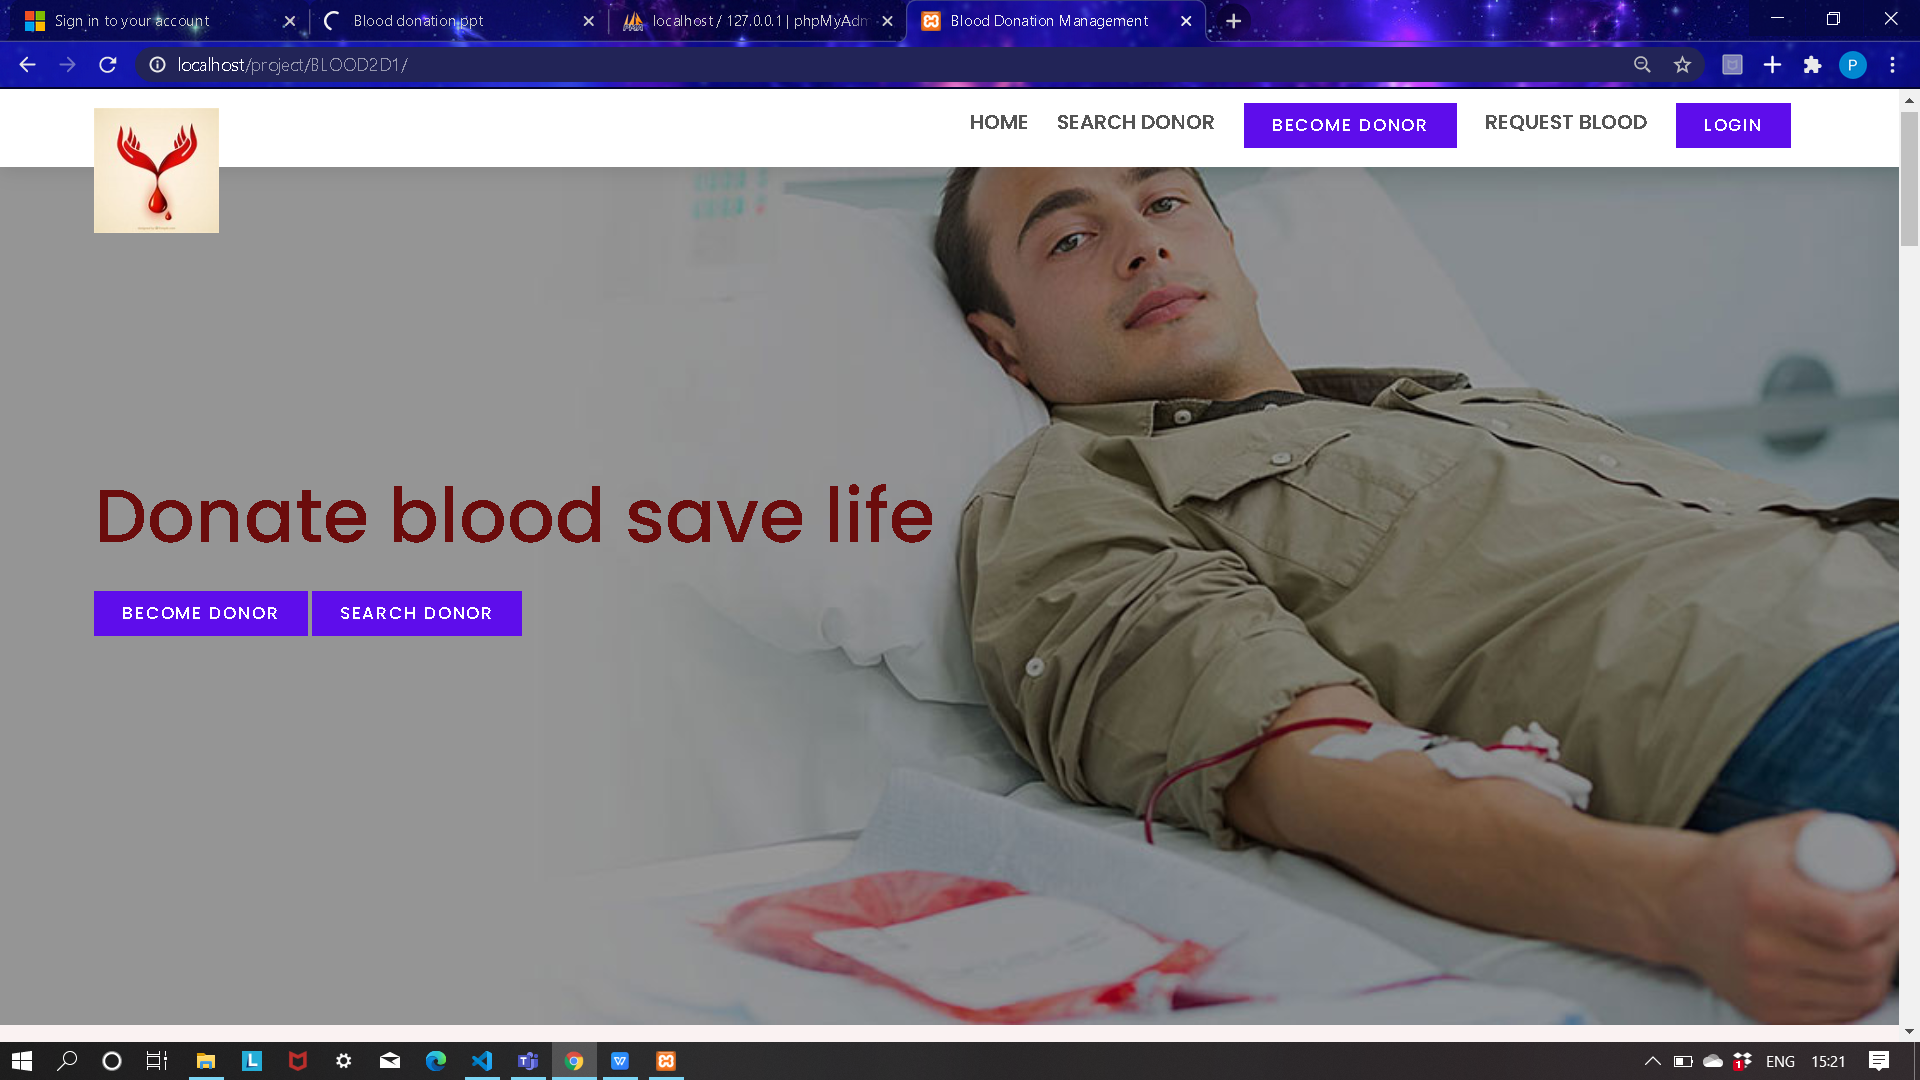 Sign in to your account
Blood donation.ppt
localhost / 127.0.0.1 | phpMyAdm
Blood Donation Management
localhost/project/BLOOD2D1/
P
HOME
SEARCH DONOR
BECOME DONOR
REQUEST BLOOD
LOGIN
Donate blood save life
BECOME DONOR
SEARCH DONOR
1
ENG
15:21